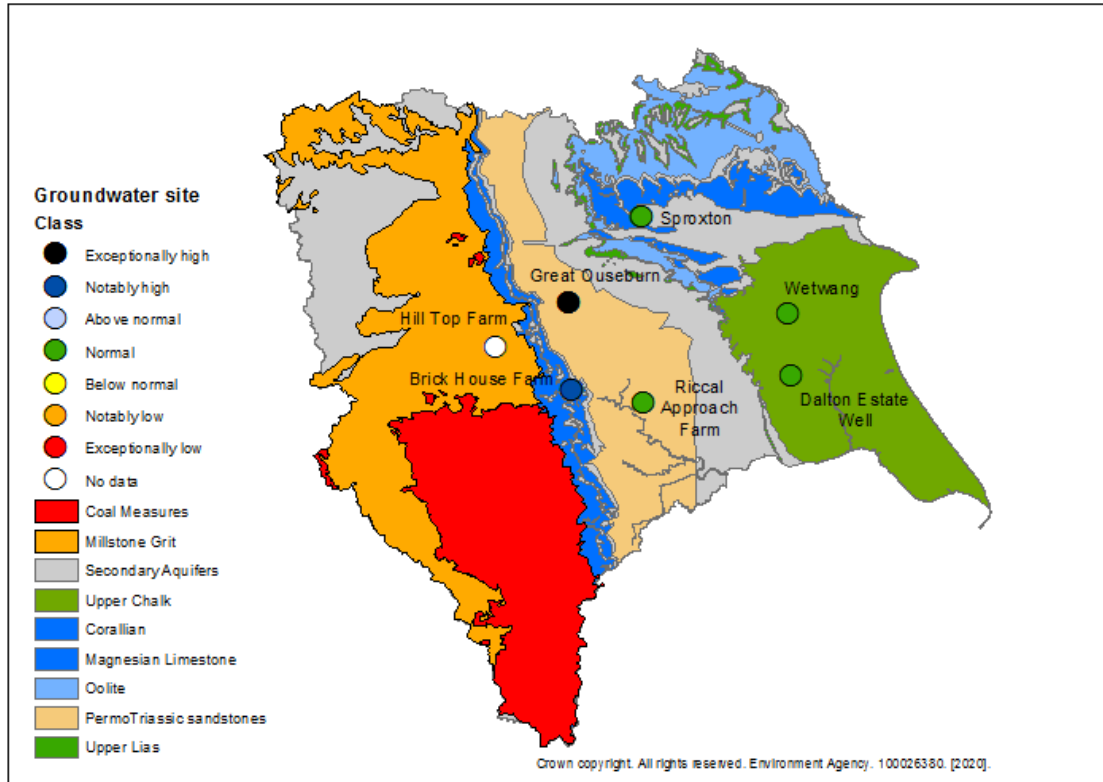 Groundwater site
Class
Exceptionally high
Notably high
Above normal
Normal
Below normal
Notably low
Exceptionally low
No data
Coal Measures
Millstone Grit
Secondary Aquifers
Upper Chalk
Corallian
Magnesian Limestone
Oolite
PermoTriassic sandstones
Upper Lias
Sproxton
Great Ouseburn
Wetwang
Hill Top Farm
Brick House Farm
Riccal
Approach
Farm
Dalton Estate
Well
Crown copyright. All rights reserved. Environment Agency. 100026380. [2020].